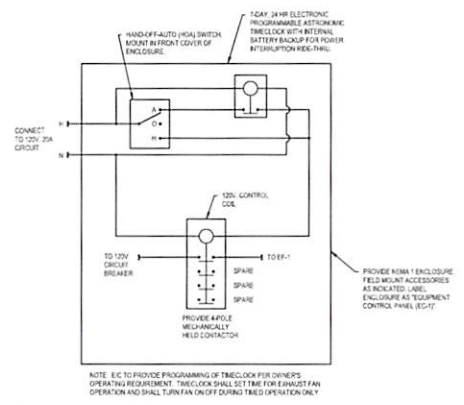 7-DAY, 24 HR ELECTRONIC
PROGRAMMABLE ASTRONOMIC
TIMECLOCK WITH INTERNAL
BATTERY BACKUP FOR POWER
INTERRUPTION RIDE-THRU.
HAND-OFF-AUTO (HOA) SWITCH.
MOUNT IN FRONT COVER OF
ENCLOSURE.
A
O
H
H
CONNECT
TO 120V, 20A
CIRCUIT
N
120V, CONTROL
COIL
TO 120V
CIRCUIT
BREAKER
TO EF-1
SPARE
SPARE
SPARE
PROVIDE 4-POLE
MECHANICALLY
HELD CONTACTOR
PROVIDE NEMA 1 ENCLOSURE.
FIELD MOUNT ACCESSORIES
AS INDICATED. LABEL
ENCLOSURE AS "EQUIPMENT
CONTROL PANEL (EC-1)".
NOTE: E/C TO PROVIDE PROGRAMMING OF TIMECLOCK PER OWNER'S
OPERATING REQUIREMENT. TIMECLOCK SHALL SET TIME FOR EXHAUST FAN
OPERATION AND SHALL TURN FAN ON/OFF DURING TIMED OPERATION ONLY